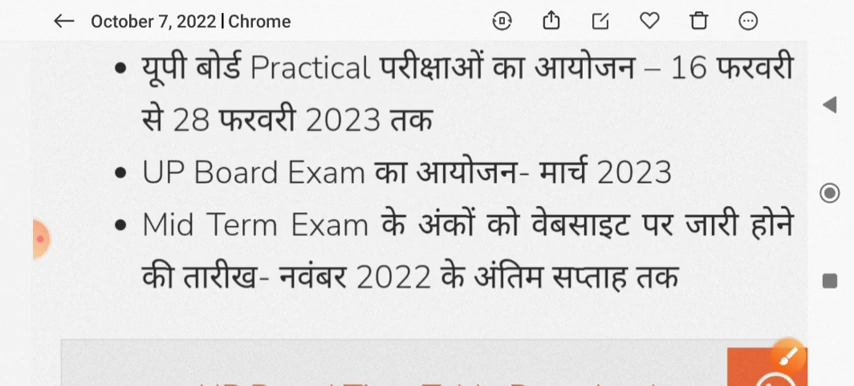 October 7, 2022 | Chrome
• यूपी बोर्ड Practical परीक्षाओं का आयोजन – 16 फरवरी
से 28 फरवरी 2023 तक
• UP Board Exam का आयोजन- मार्च 2023
• Mid Term Exam के अंकों को वेबसाइट पर जारी होने
की तारीख- नवंबर 2022 के अंतिम सप्ताह तक